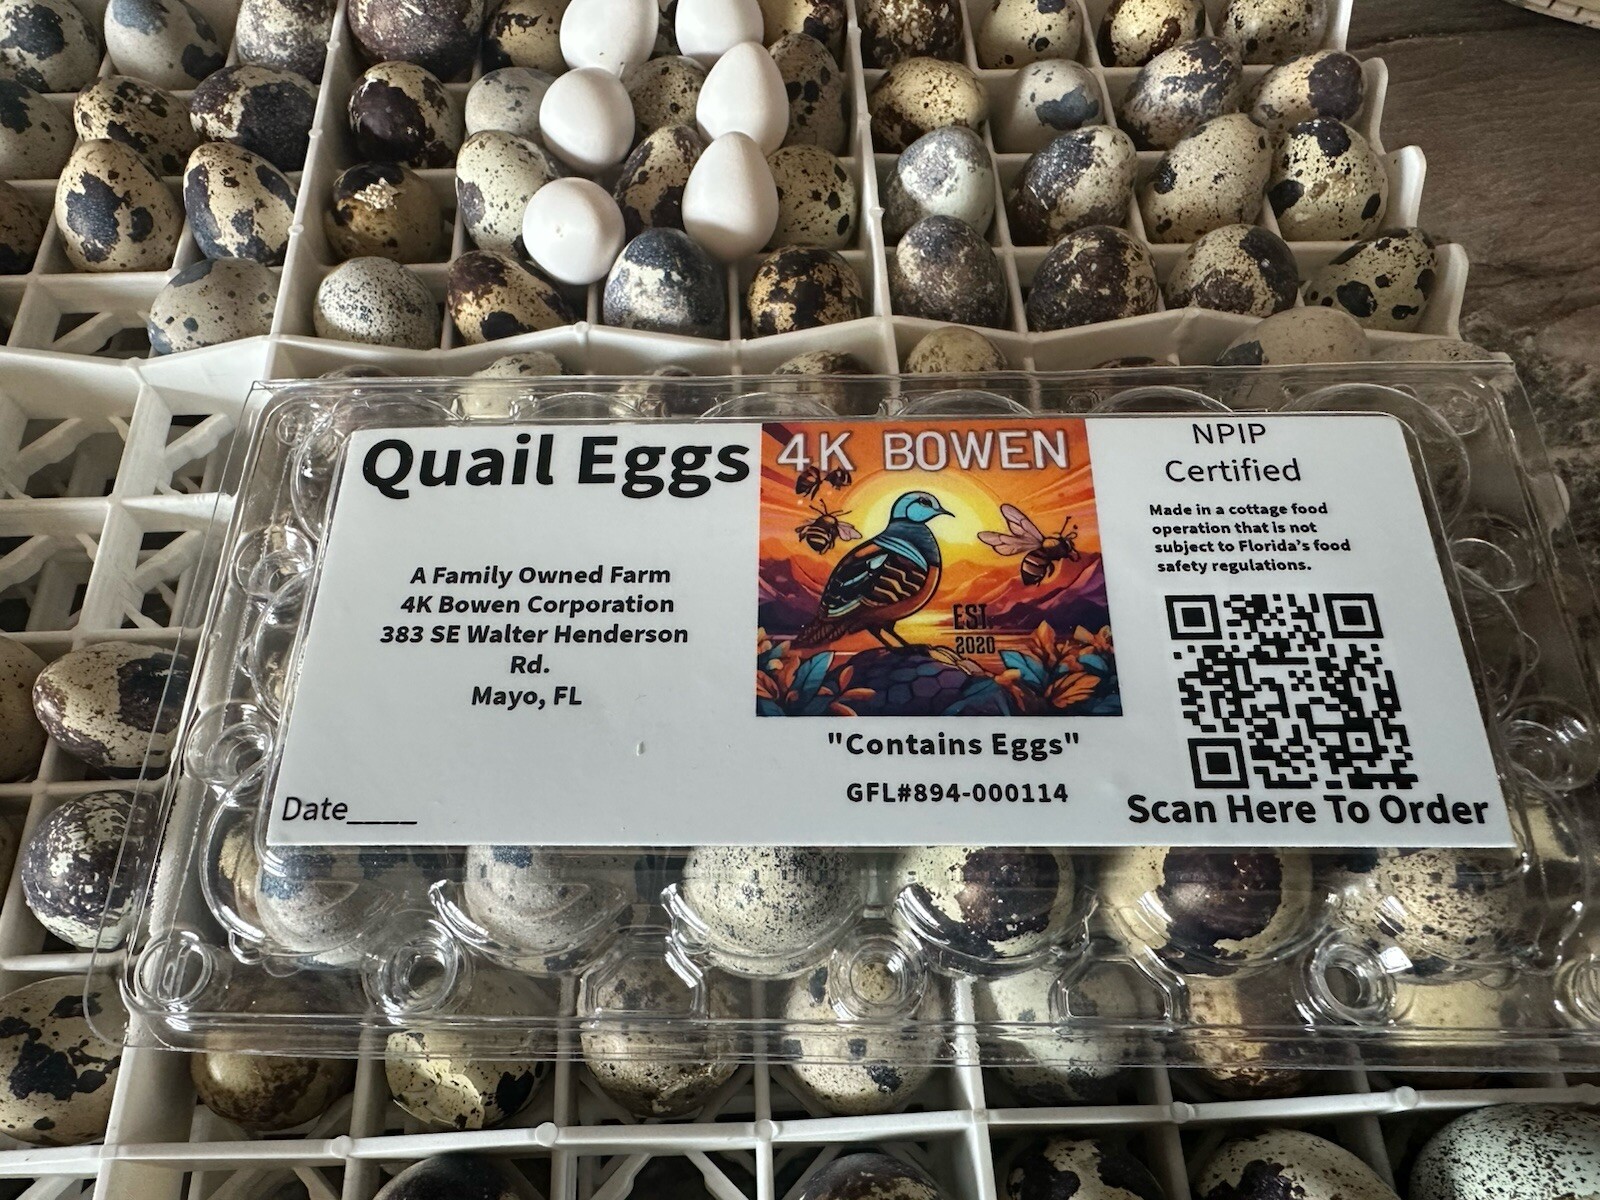 Quail Eggs
A Family Owned Farm
4K Bowen Corporation
383 SE Walter Henderson
Rd.
Mayo, FL
Date____
4K BOWEN
EST.
2020
"Contains Eggs"
GFL#894-000114
NPIP
Certified
Made in a cottage food
operation that is not
subject to Florida's food
safety regulations.
Scan Here To Order